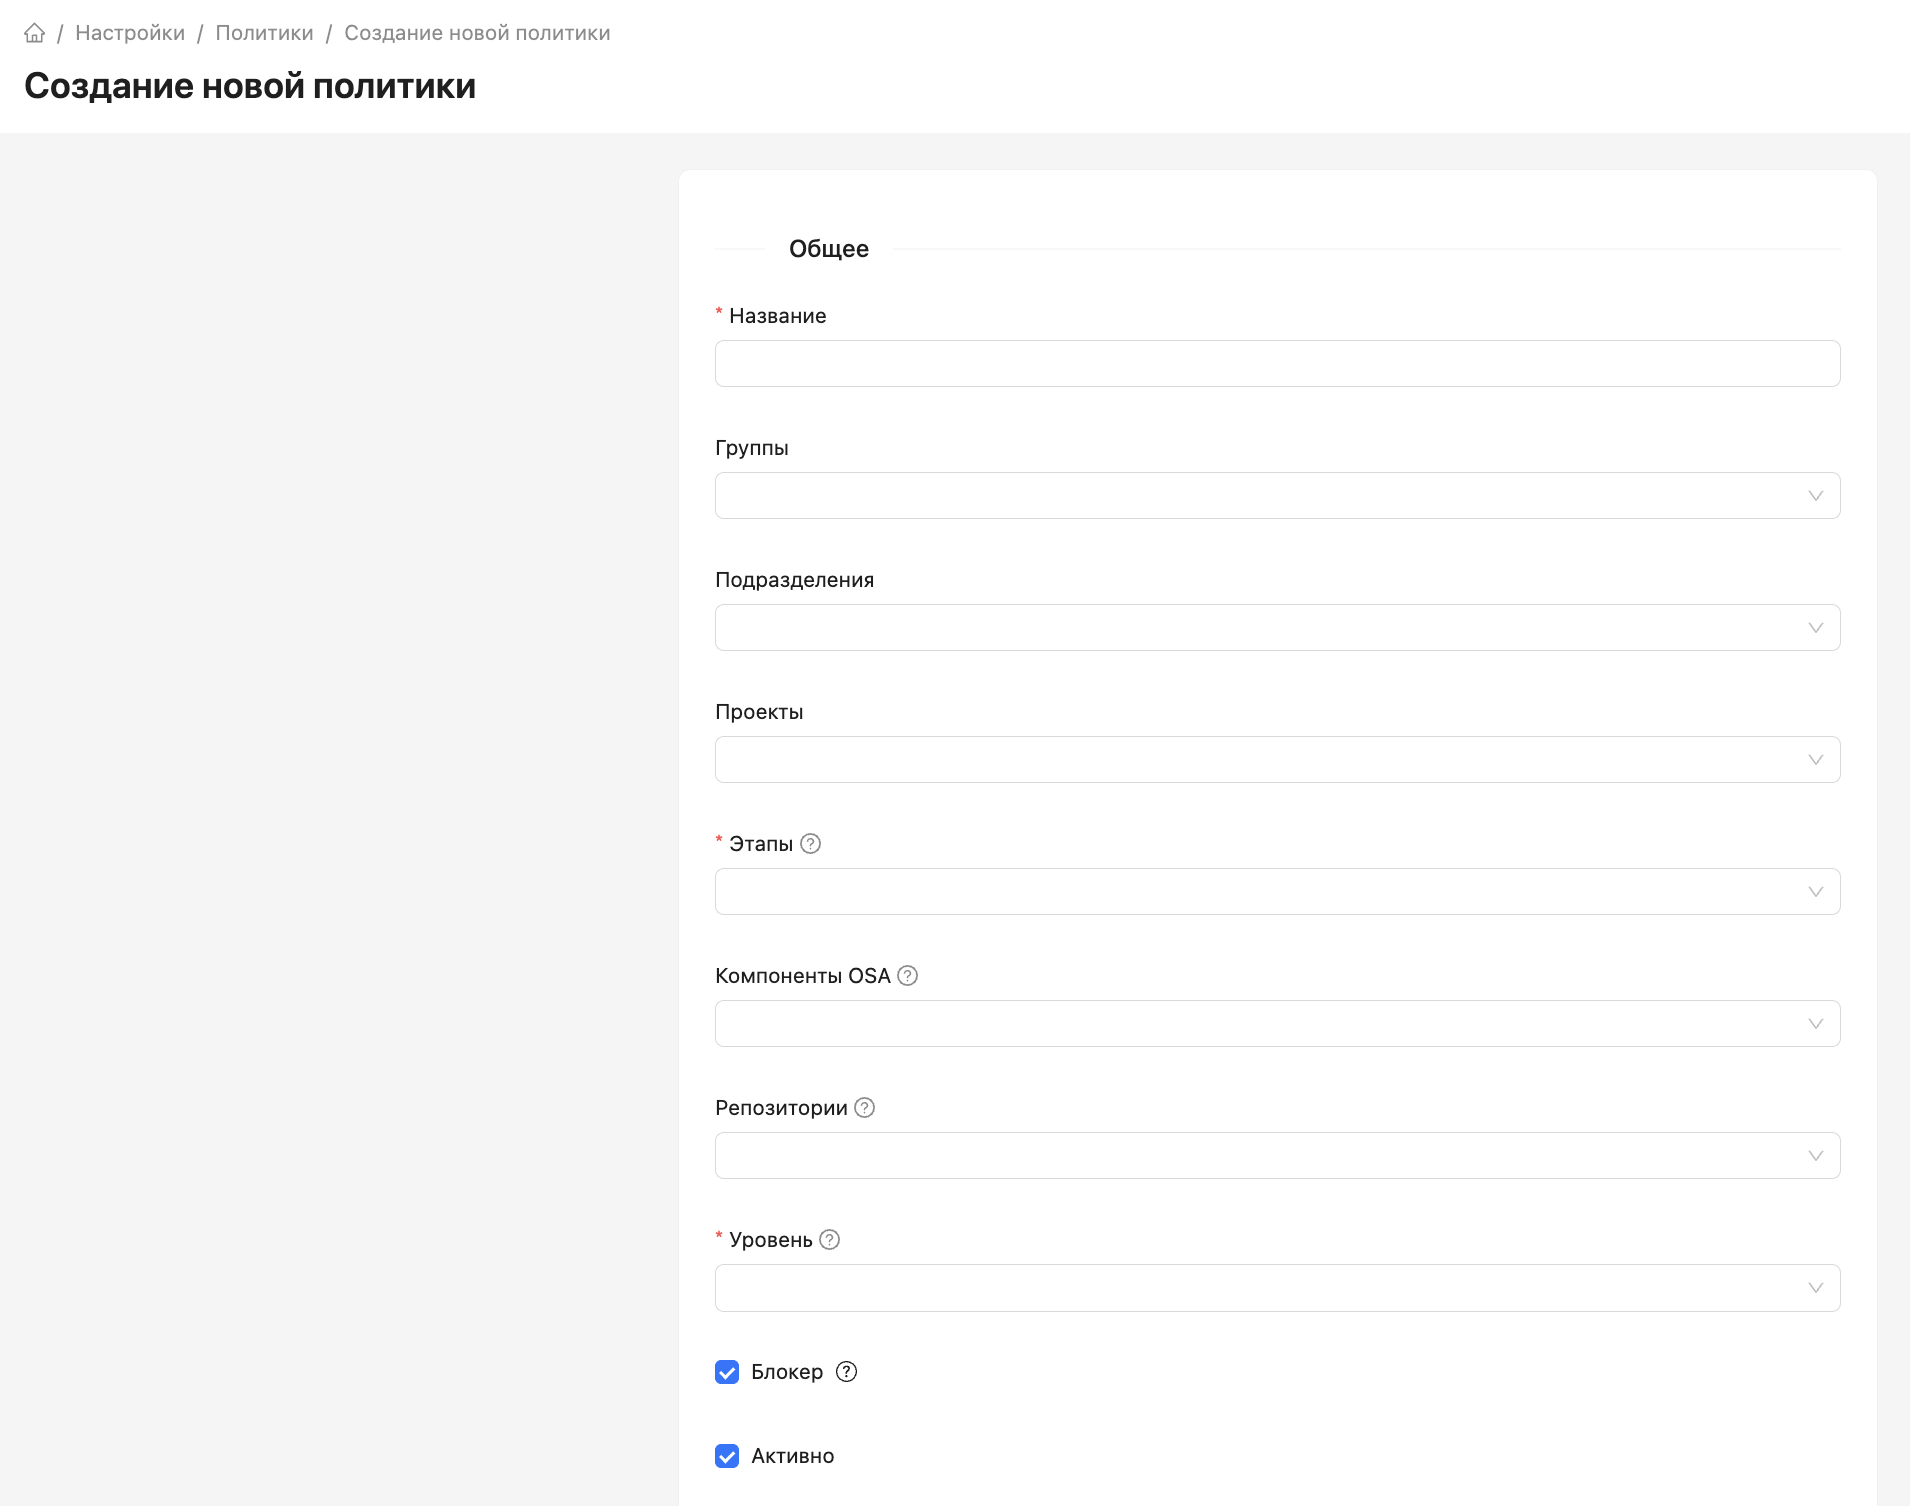 / Настройки / Политики / Создание новой политики
Создание новой политики
Общее
* Название
Группы
Подразделения
Проекты
* Этапы ?
Компоненты OSA ?
Репозитории ?
* Уровень ?
Блокер ?
Активно